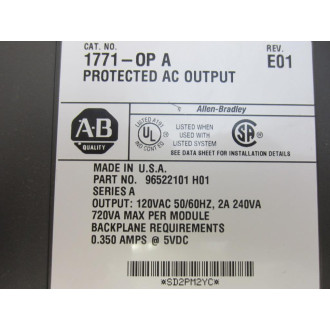 CAT. NO. REV.
1771-OP A E01
PROTECTED AC OUTPUT
Allen-Bradley
A-B
QUALITY
UL
LISTED WHEN
USED WITH
LISTED
SA
SEE DATA SHEET FOR INSTALLATION DETAILS
MADE IN U.S.A.
PART NO. 96522101 H01
SERIES A
OUTPUT: 120VAC 50/60HZ, 2A 240VA
720VA MAX PER MODULE
BACKPLANE REQUIREMENTS
0.350 AMPS @ 5VDC
*SD2PM2YC*